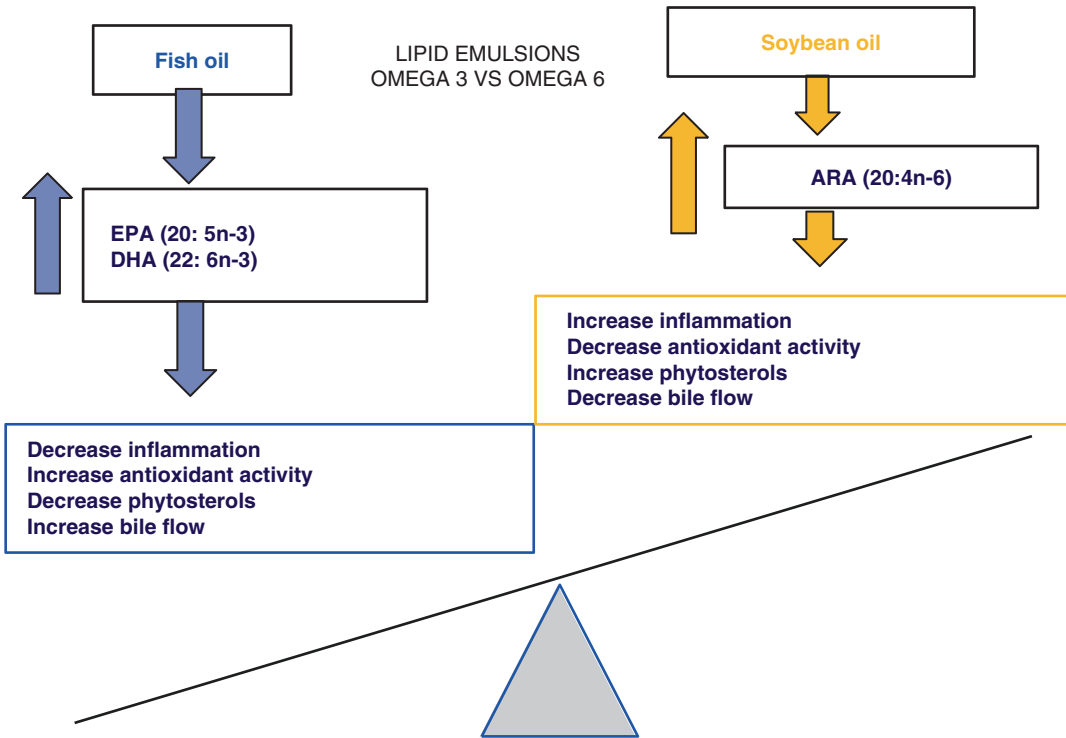 LIPID EMULSIONS
OMEGA 3 VS OMEGA 6
Fish oil
EPA (20: 5n-3)
DHA (22: 6n-3)
Decrease inflammation
Increase antioxidant activity
Decrease phytosterols
Increase bile flow
Soybean oil
ARA (20:4n-6)
Increase inflammation
Decrease antioxidant activity
Increase phytosterols
Decrease bile flow